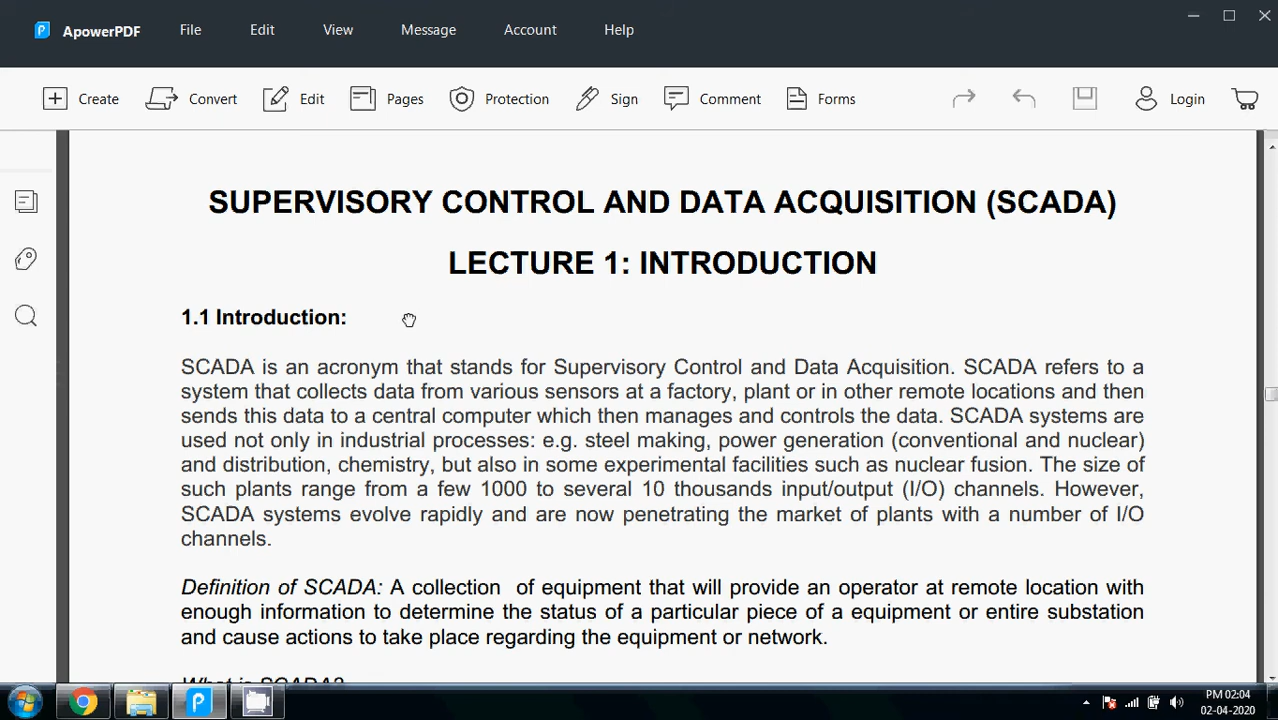 ApowerPDF File Edit View Message Account Help
Create Convert Edit Pages Protection Sign Comment Forms Login
SUPERVISORY CONTROL AND DATA ACQUISITION (SCADA)
LECTURE 1: INTRODUCTION
1.1 Introduction:
SCADA is an acronym that stands for Supervisory Control and Data Acquisition. SCADA refers to a
system that collects data from various sensors at a factory, plant or in other remote locations and then
sends this data to a central computer which then manages and controls the data. SCADA systems are
used not only in industrial processes: e.g. steel making, power generation (conventional and nuclear)
and distribution, chemistry, but also in some experimental facilities such as nuclear fusion. The size of
such plants range from a few 1000 to several 10 thousands input/output (I/O) channels. However,
SCADA systems evolve rapidly and are now penetrating the market of plants with a number of I/O
channels.
Definition of SCADA: A collection of equipment that will provide an operator at remote location with
enough information to determine the status of a particular piece of a equipment or entire substation
and cause actions to take place regarding the equipment or network.
What is SCADA?
PM 02:04
02-04-2020